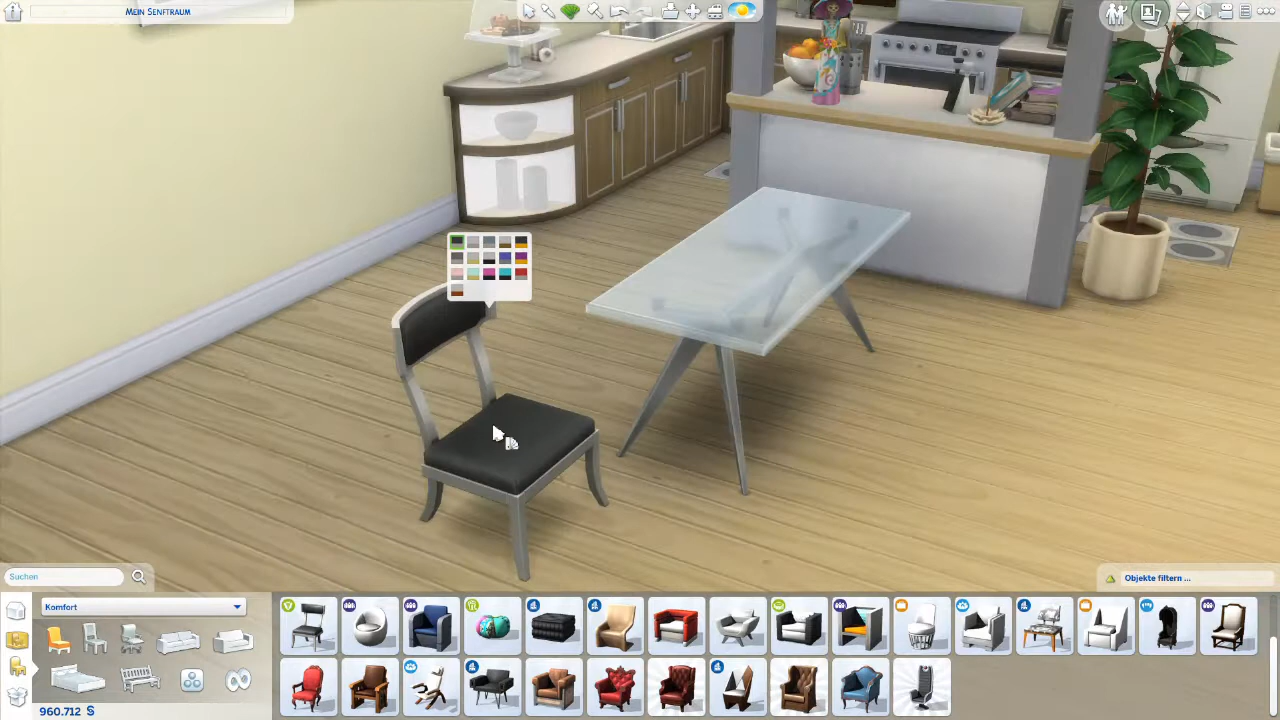 Mein Senftraum
Suchen
Objekte filtern ...
Komfort
960.712 §